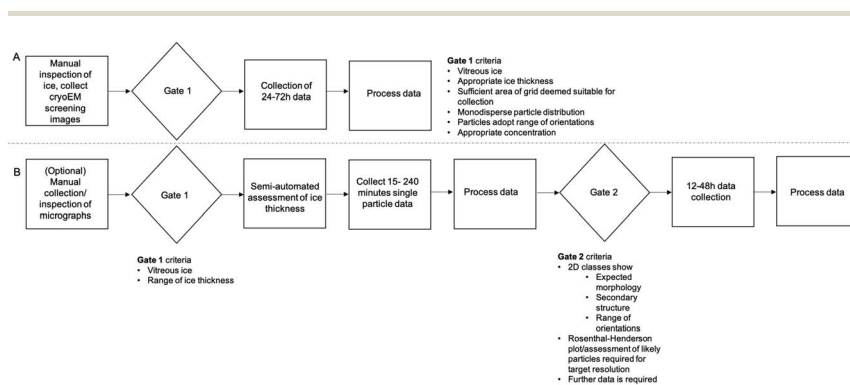 A
Manual
inspection of
ice, collect
cryoEM
screening
images
Gate 1
Collection of
24-72h data
Process data
Gate 1 criteria
• Vitreous ice
• Appropriate ice thickness
• Sufficient area of grid deemed suitable for
collection
• Monodisperse particle distribution
• Particles adopt range of orientations
• Appropriate concentration
B
(Optional)
Manual
collection/
inspection of
micrographs
Gate 1
Semi-automated
assessment of ice
thickness
Collect 15- 240
minutes single
particle data
Process data
Gate 2
12-48h data
collection
Process data
Gate 1 criteria
• Vitreous ice
• Range of ice thickness
Gate 2 criteria
• 2D classes show
• Expected
morphology
• Secondary
structure
• Range of
orientations
• Rosenthal-Henderson
plot/assessment of likely
particles required for
target resolution
• Further data is required